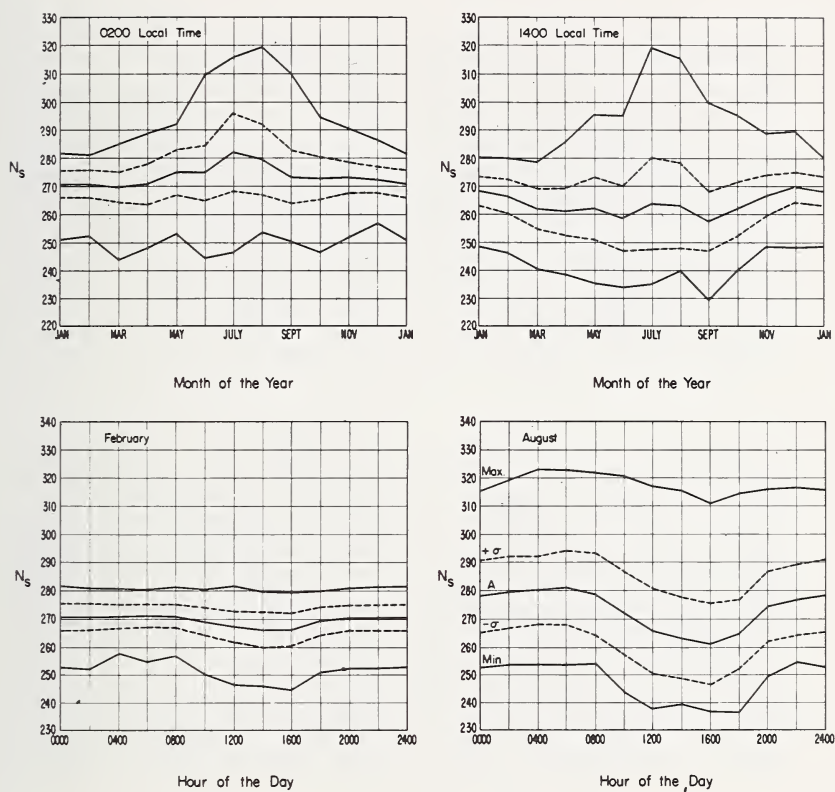 0200 Local Time
330
320
310
300
290
280
270
260
250
240
230
220
Ns
JAN MAR MAY JULY SEPT NOV JAN
Month of the Year
1400 Local Time
330
320
310
300
290
280
270
260
250
240
230
220
Ns
JAN MAR MAY JULY SEPT NOV JAN
Month of the Year
February
340
330
320
310
300
290
280
270
260
250
240
230
Ns
0000 0400 0800 1200 1600 2000 2400
Hour of the Day
August
340
330
320
310
300
290
280
270
260
250
240
230
Ns
Max
+σ
A
-σ
Min
0000 0400 0800 1200 1600 2000 2400
Hour of the Day